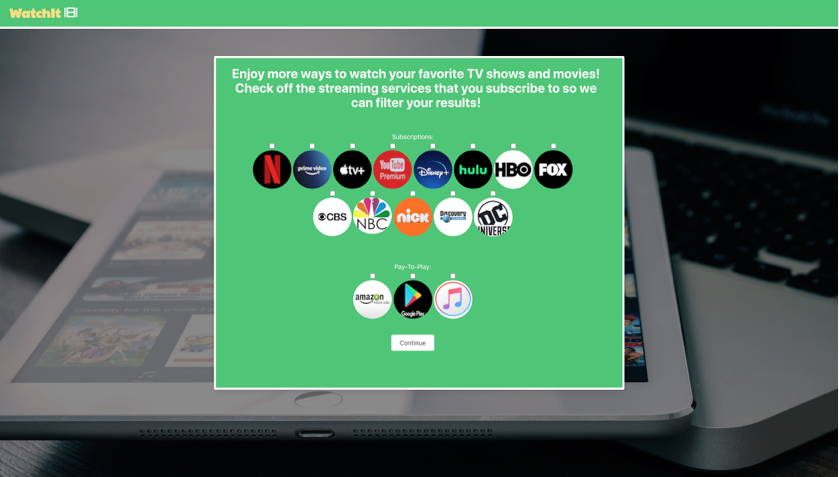 WatchIt
Enjoy more ways to watch your favorite TV shows and movies!
Check off the streaming services that you subscribe to so we
can filter your results!
Subscriptions:
N
prime video
tv+
YouTube
Premium
Disney+
hulu
HBO
FOX
CBS
NBC
nick
Discovery
DC
UNIVERSE
Pay-To-Play:
amazon
Google Play
Continue